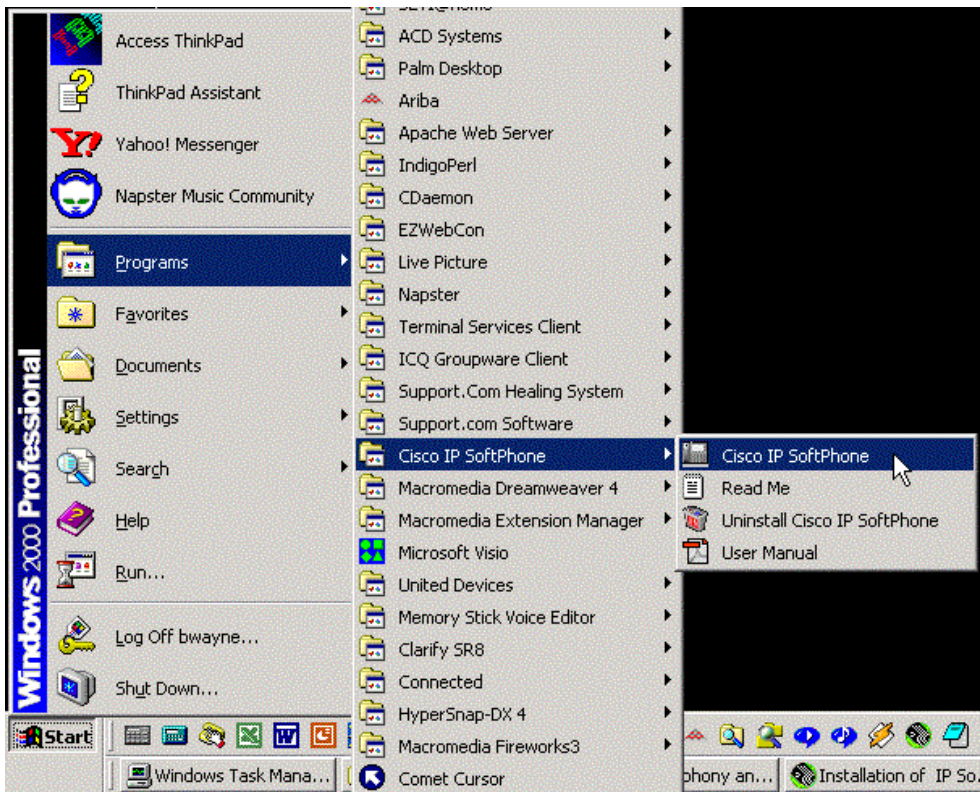 Windows 2000 Professional
Access ThinkPad
ThinkPad Assistant
Yahoo! Messenger
Napster Music Community
Programs
Favorites
Documents
Settings
Search
Help
Run...
Log Off bwayne...
Shut Down...
SETI@home
ACD Systems
Palm Desktop
Ariba
Apache Web Server
IndigoPerl
CDaemon
EZWebCon
Live Picture
Napster
Terminal Services Client
ICQ Groupware Client
Support.Com Healing System
Support.com Software
Cisco IP SoftPhone
Macromedia Dreamweaver 4
Macromedia Extension Manager
Microsoft Visio
United Devices
Memory Stick Voice Editor
Clarify SR8
Connected
HyperSnap-DX 4
Macromedia Fireworks3
Comet Cursor
Cisco IP SoftPhone
Read Me
Uninstall Cisco IP SoftPhone
User Manual
Start
Windows Task Mana...
phony an...
Installation of IP So.